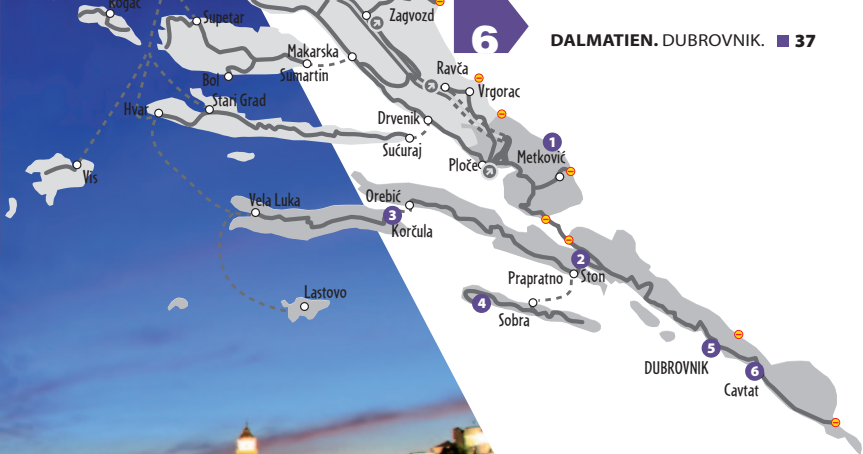 Rogač
Supetar
Zagvozd
6
DALMATIEN. DUBROVNIK. 37
Makarska
Sumartin
Ravča
Bol
Vrgorac
Hvar
Stari Grad
Drvenik
1
Sućuraj
Metković
Ploče
Vis
Vela Luka
Orebić
3
Korčula
2
Prapratno
Ston
Lastovo
4
Sobra
5
DUBROVNIK
6
Cavtat